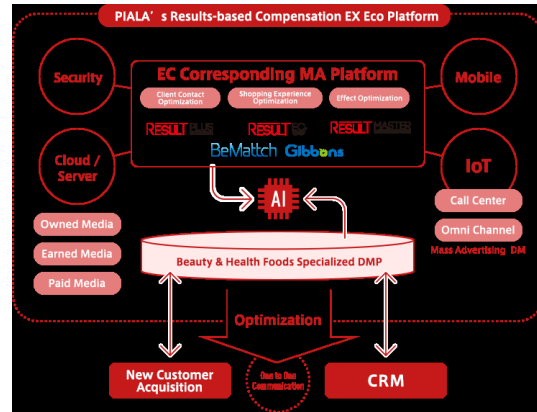 PIALA’s Results-based Compensation EX Eco Platform
Security
EC Corresponding MA Platform
Mobile
Client Contact
Optimization
Shopping Experience
Optimization
Effect Optimization
RESULT PLUS
RESULT EC
RESULT MASTER
BeMattch
Gibbons
Cloud /
Server
IoT
AI
Owned Media
Earned Media
Paid Media
Call Center
Omni Channel
Mass Advertising DM
Beauty & Health Foods Specialized DMP
Optimization
New Customer
Acquisition
One to One
Communication
CRM